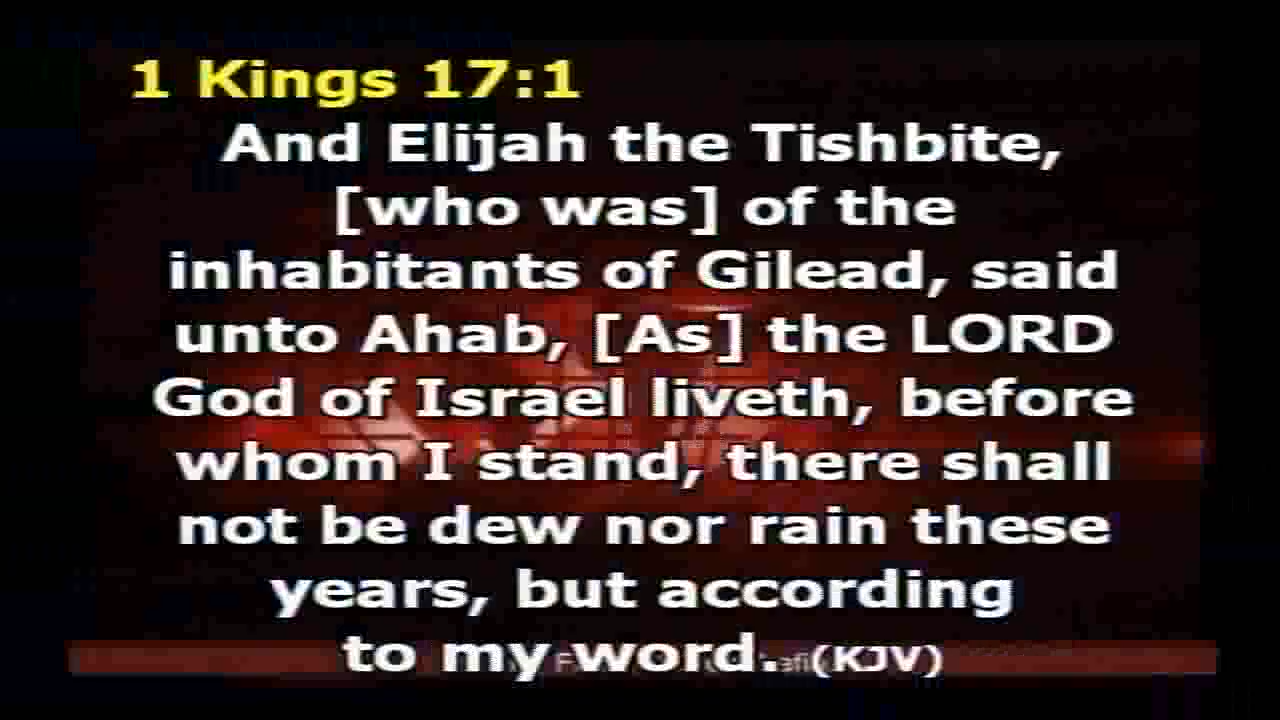 1 Kings 17:1
And Elijah the Tishbite,
[who was] of the
inhabitants of Gilead, said
unto Ahab, [As] the LORD
God of Israel liveth, before
whom I stand, there shall
not be dew nor rain these
years, but according
to my word. (KJV)